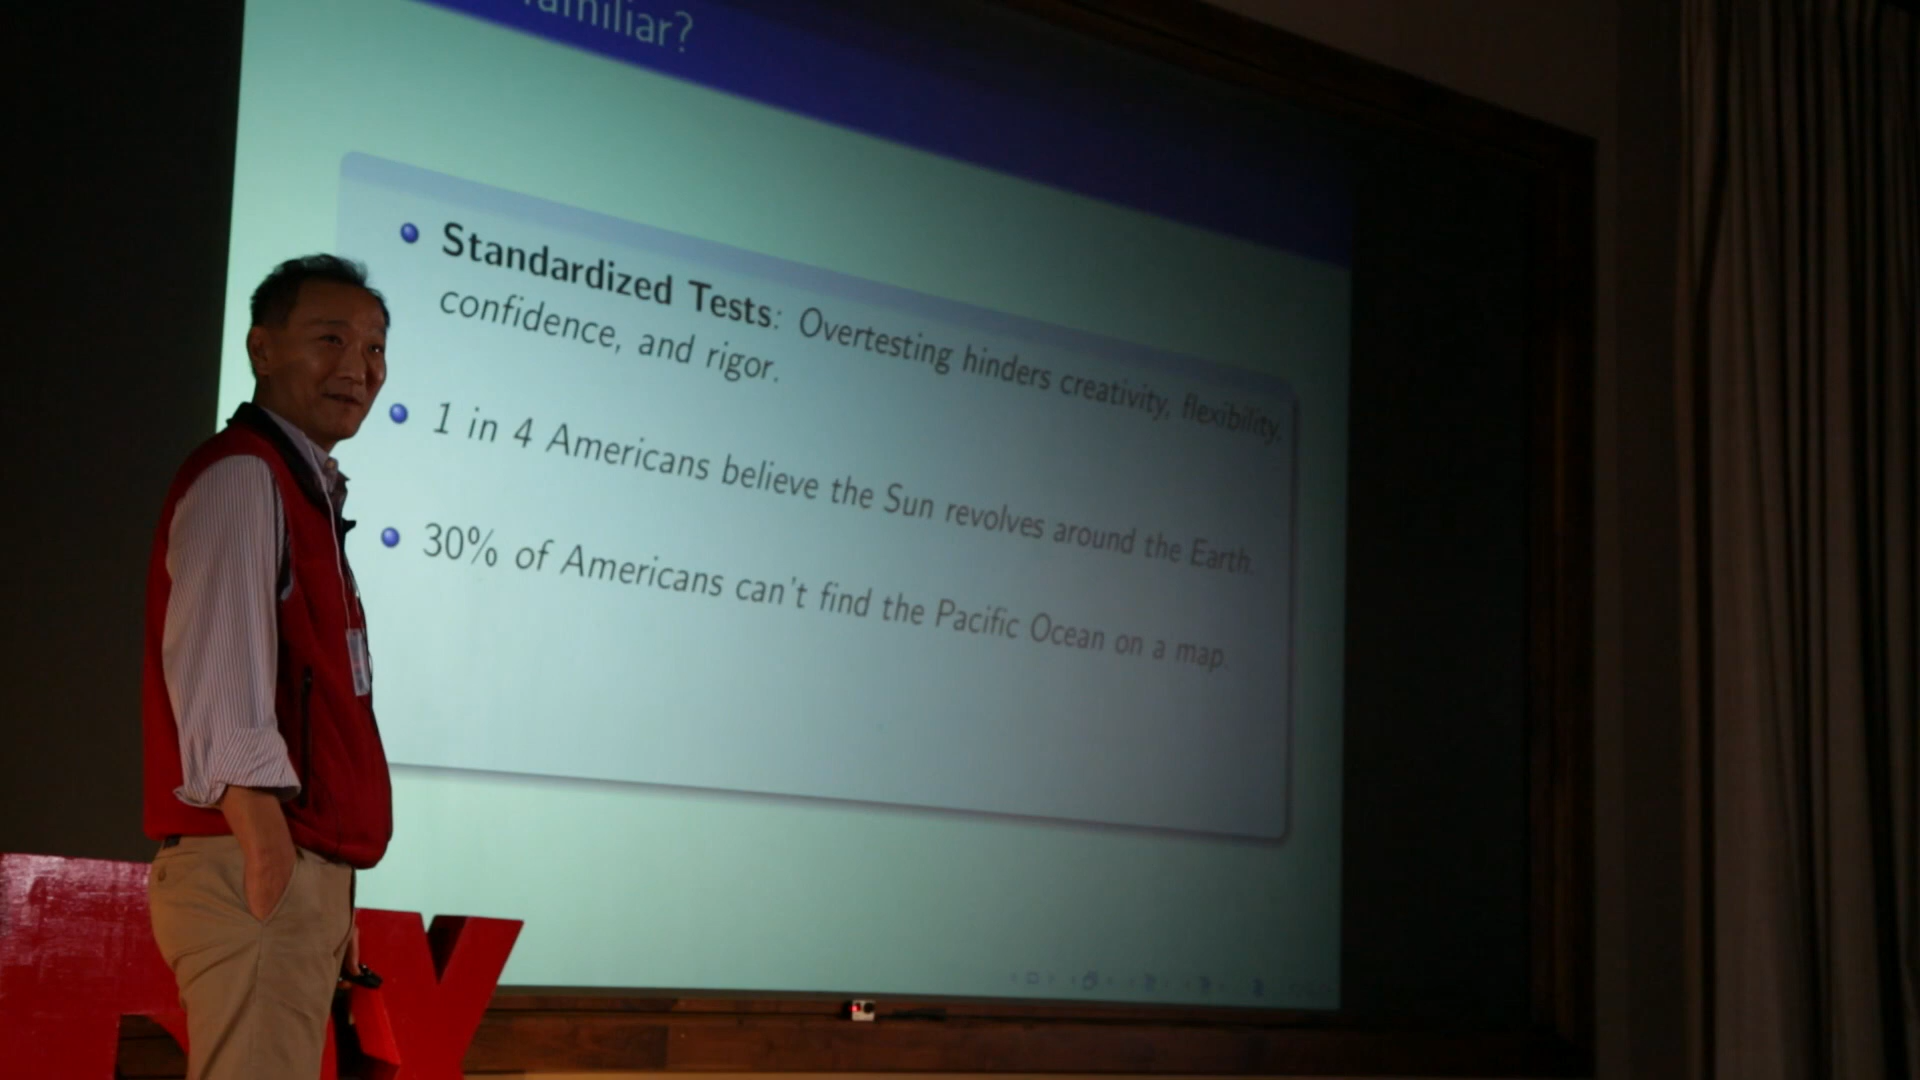 familiar?
Standardized Tests: Overtesting hinders creativity, flexibility,
confidence, and rigor.
1 in 4 Americans believe the Sun revolves around the Earth.
30% of Americans can't find the Pacific Ocean on a map.
X